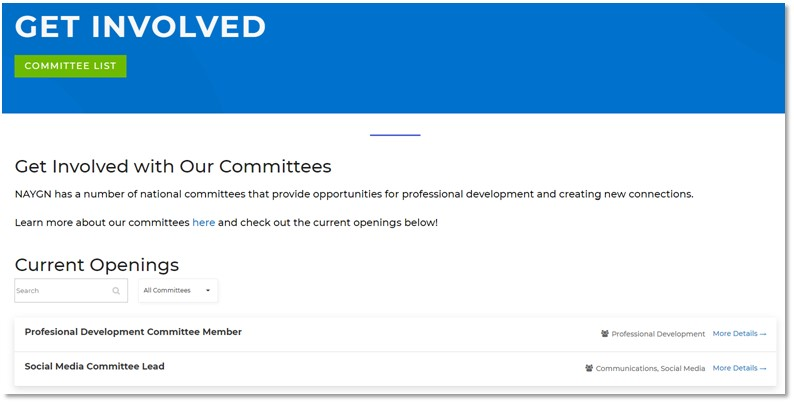 GET INVOLVED
COMMITTEE LIST
Get Involved with Our Committees
NAYGN has a number of national committees that provide opportunities for professional development and creating new connections.
Learn more about our committees here and check out the current openings below!
Current Openings
Search
All Committees
Profesional Development Committee Member
Professional Development
More Details →
Social Media Committee Lead
Communications, Social Media
More Details →